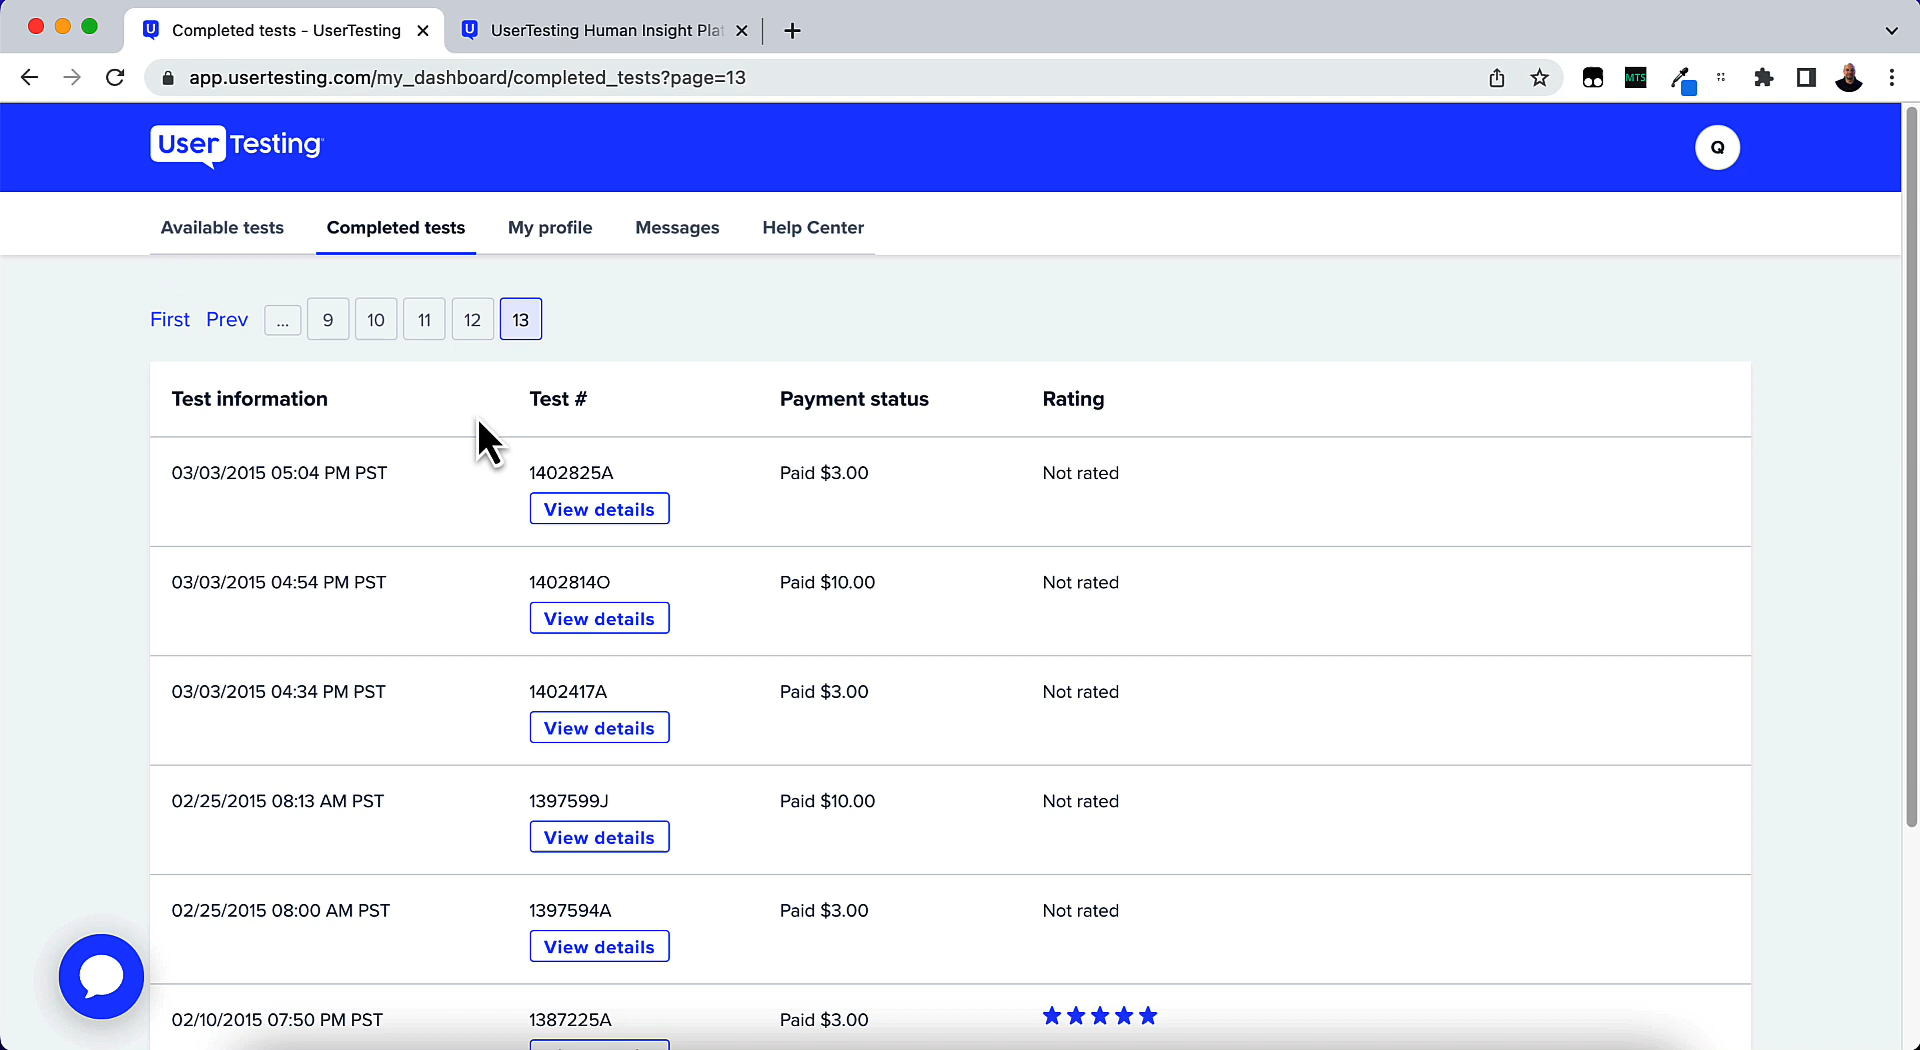 Completed tests - UserTesting
UserTesting Human Insight Plat
app.usertesting.com/my_dashboard/completed_tests?page=13
MTS
User Testing
Q
Available tests Completed tests My profile Messages Help Center
First Prev ... 9 10 11 12 13
Test information Test # Payment status Rating
03/03/2015 05:04 PM PST 1402825A Paid $3.00 Not rated
View details
03/03/2015 04:54 PM PST 1402814O Paid $10.00 Not rated
View details
03/03/2015 04:34 PM PST 1402417A Paid $3.00 Not rated
View details
02/25/2015 08:13 AM PST 1397599J Paid $10.00 Not rated
View details
02/25/2015 08:00 AM PST 1397594A Paid $3.00 Not rated
View details
02/10/2015 07:50 PM PST 1387225A Paid $3.00